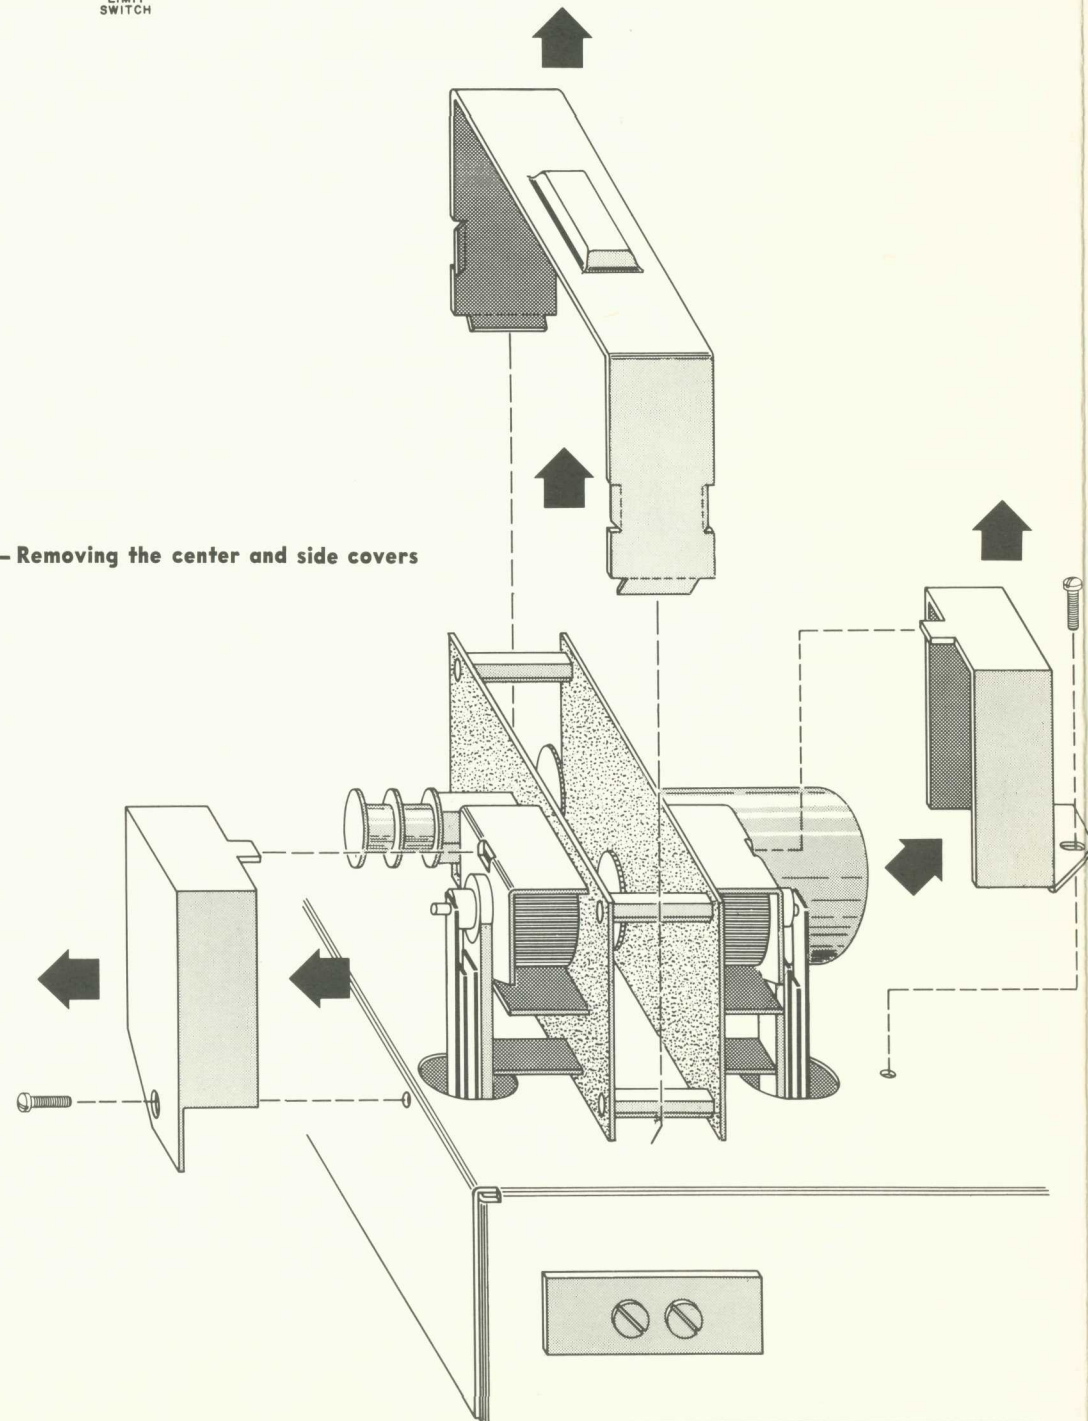 SWITCH
– Removing the center and side covers